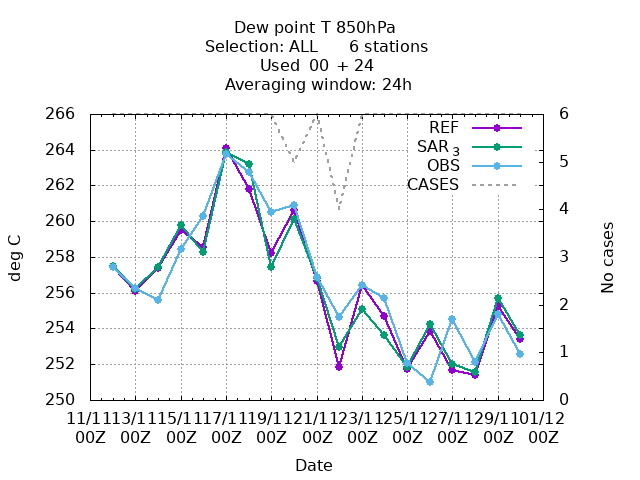 Dew point T 850hPa
Selection: ALL 6 stations
Used 00 + 24
Averaging window: 24h
266
264
262
260
258
256
254
252
250
deg C
6
5
4
3
2
1
0
No cases
REF
SAR 3
OBS
CASES
11/11 13/11 15/11 17/11 19/11 21/11 23/11 25/11 27/11 29/11 01/12
00Z 00Z 00Z 00Z 00Z 00Z 00Z 00Z 00Z 00Z 00Z
Date